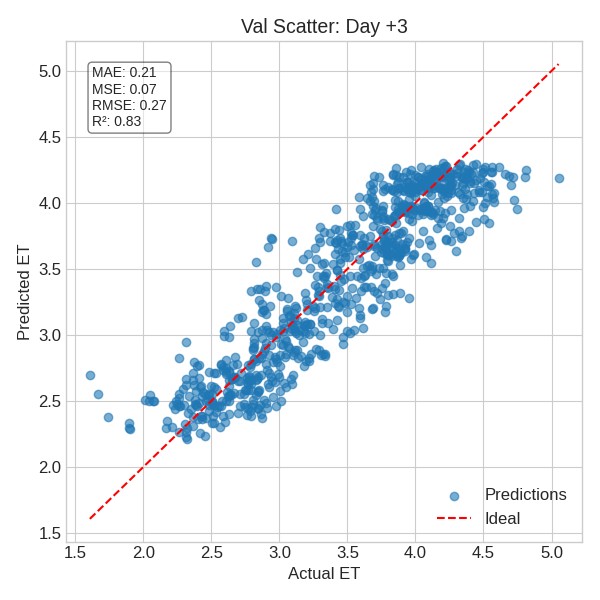 Val Scatter: Day +3
MAE: 0.21
MSE: 0.07
RMSE: 0.27
R²: 0.83
Predicted ET
5.0
4.5
4.0
3.5
3.0
2.5
2.0
1.5
Predictions
Ideal
1.5 2.0 2.5 3.0 3.5 4.0 4.5 5.0
Actual ET